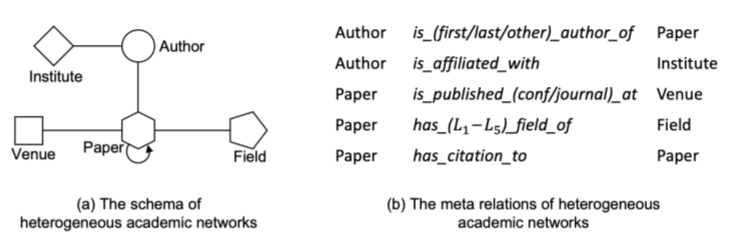 Author
Institute
Venue
Paper
Field
(a) The schema of
heterogeneous academic networks
Author is_(first/last/other)_author_of Paper
Author is_affiliated_with Institute
Paper is_published_(conf/journal)_at Venue
Paper has_(L₁−L₅)_field_of Field
Paper has_citation_to Paper
(b) The meta relations of heterogeneous
academic networks